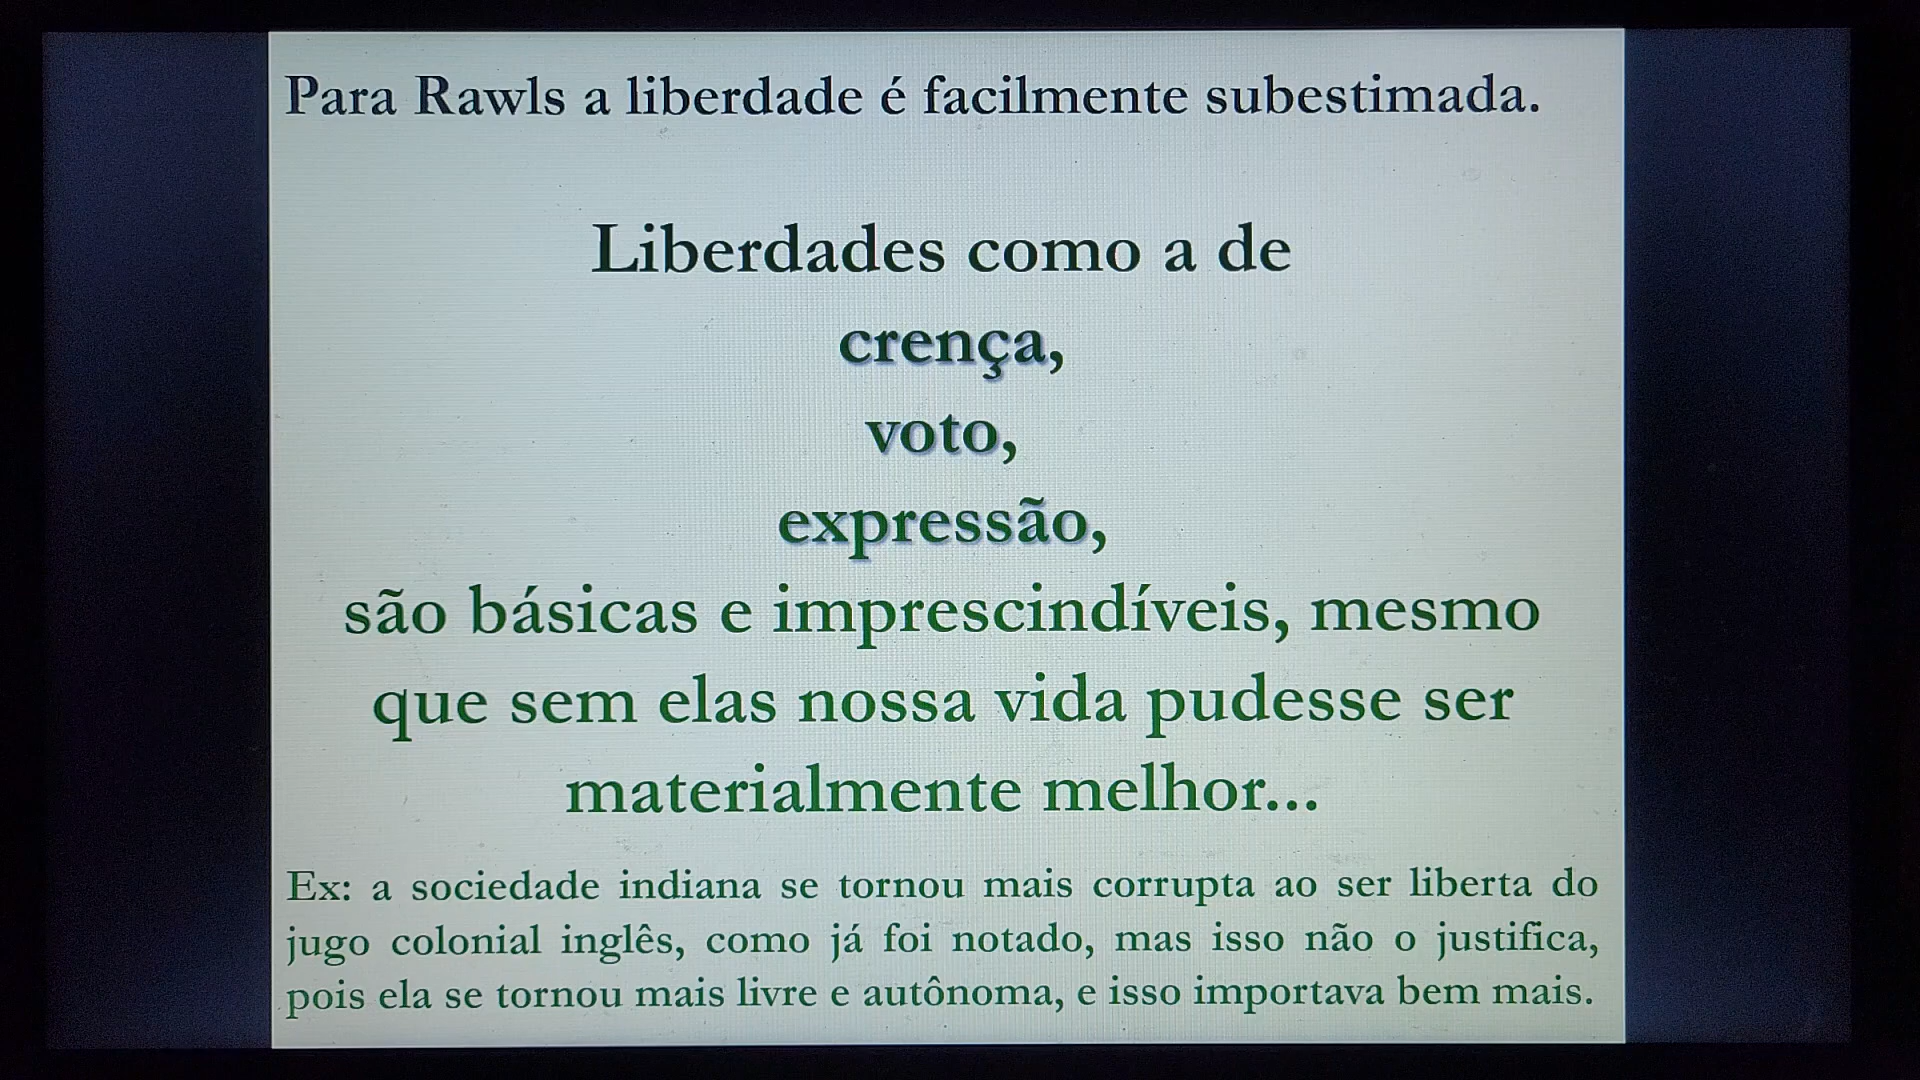 Para Rawls a liberdade é facilmente subestimada.
Liberdades como a de
crença,
voto,
expressão,
são básicas e imprescindíveis, mesmo
que sem elas nossa vida pudesse ser
materialmente melhor...
Ex: a sociedade indiana se tornou mais corrupta ao ser liberta do
jugo colonial inglês, como já foi notado, mas isso não o justifica,
pois ela se tornou mais livre e autônoma, e isso importava bem mais.